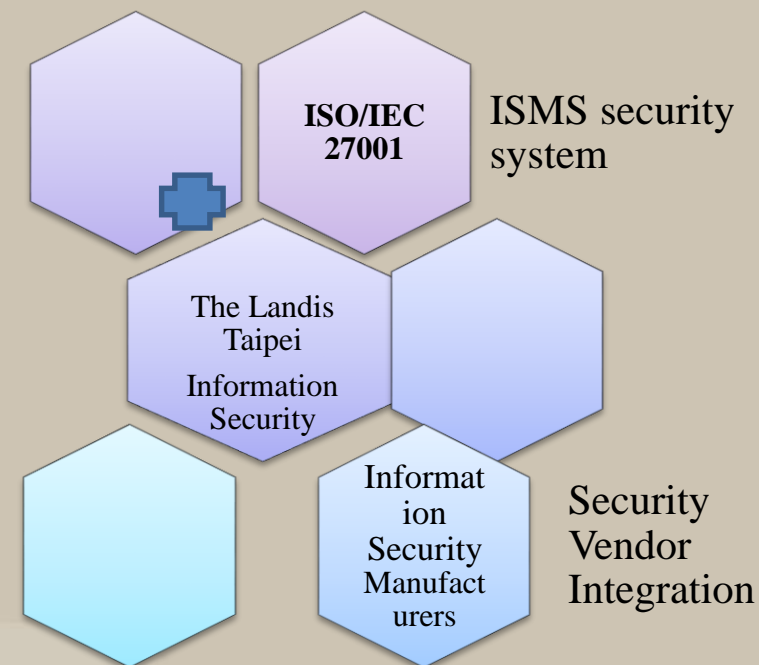 ISO/IEC
27001
ISMS security
system
The Landis
Taipei
Information
Security
Informat
ion
Security
Manufact
urers
Security
Vendor
Integration